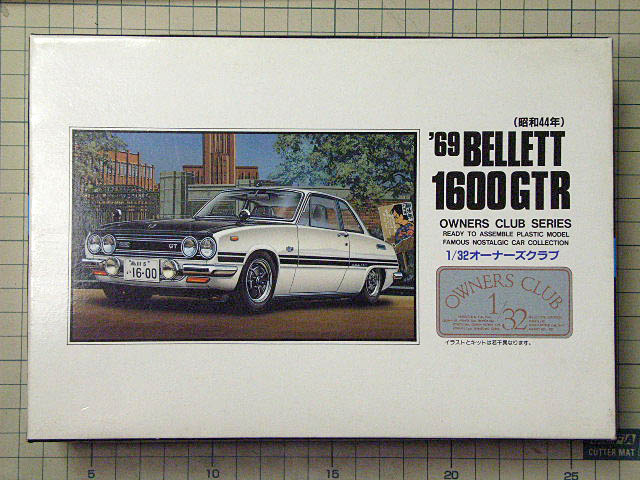 (昭和44年)
'69 BELLETT
1600GTR
OWNERS CLUB SERIES
READY TO ASSEMBLE PLASTIC MODEL
FAMOUS NOSTALGIC CAR COLLECTION
1/32オーナーズクラブ
OWNERS CLUB
1/32
イラストとキットは若干異なります。
GT
16-00
CUTTER MAT
5
10
15
20
25